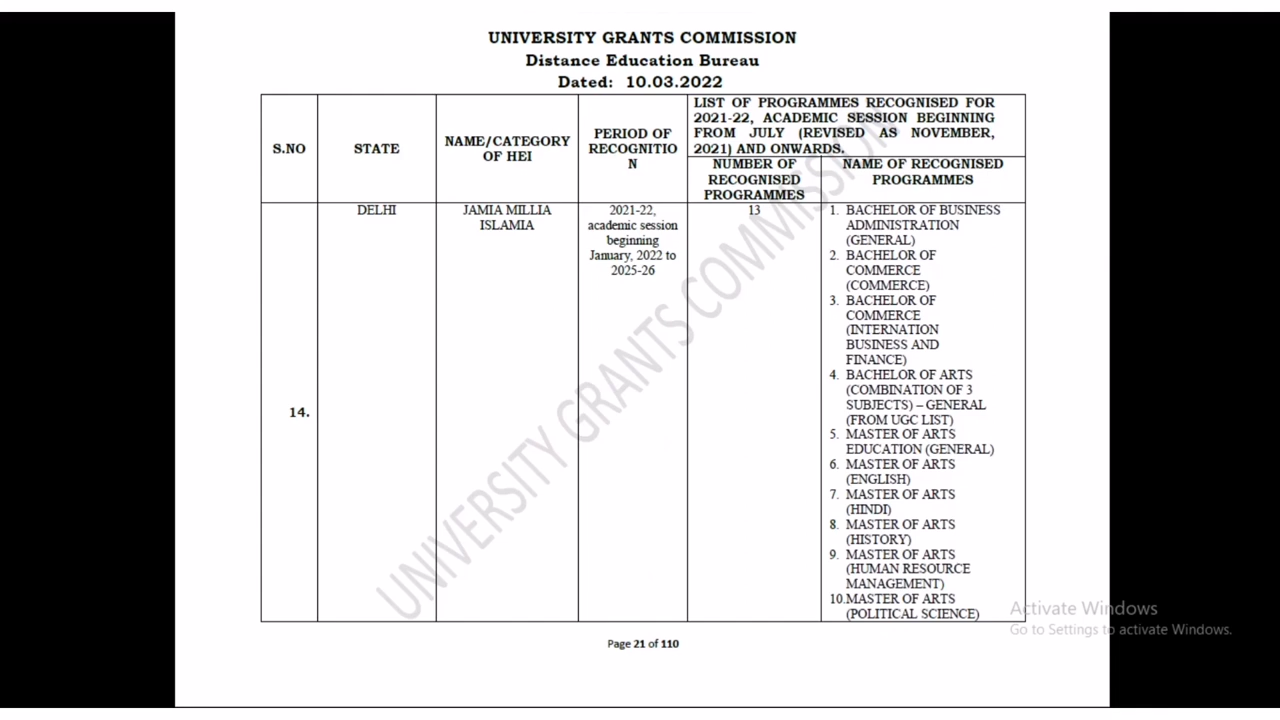 UNIVERSITY GRANTS COMMISSION
Distance Education Bureau
Dated: 10.03.2022
S.NO
STATE
NAME/CATEGORY
OF HEI
PERIOD OF
RECOGNITIO
N
LIST OF PROGRAMMES RECOGNISED FOR
2021-22, ACADEMIC SESSION BEGINNING
FROM JULY (REVISED AS NOVEMBER,
2021) AND ONWARDS.
NUMBER OF
RECOGNISED
PROGRAMMES
NAME OF RECOGNISED
PROGRAMMES
14.
DELHI
JAMIA MILLIA
ISLAMIA
2021-22,
academic session
beginning
January, 2022 to
2025-26
13
1. BACHELOR OF BUSINESS
ADMINISTRATION
(GENERAL)
2. BACHELOR OF
COMMERCE
(COMMERCE)
3. BACHELOR OF
COMMERCE
(INTERNATION
BUSINESS AND
FINANCE)
4. BACHELOR OF ARTS
(COMBINATION OF 3
SUBJECTS) – GENERAL
(FROM UGC LIST)
5. MASTER OF ARTS
EDUCATION (GENERAL)
6. MASTER OF ARTS
(ENGLISH)
7. MASTER OF ARTS
(HINDI)
8. MASTER OF ARTS
(HISTORY)
9. MASTER OF ARTS
(HUMAN RESOURCE
MANAGEMENT)
10.MASTER OF ARTS
(POLITICAL SCIENCE)
UNIVERSITY GRANTS COMMISSION
Page 21 of 110
Activate Windows
Go to Settings to activate Windows.